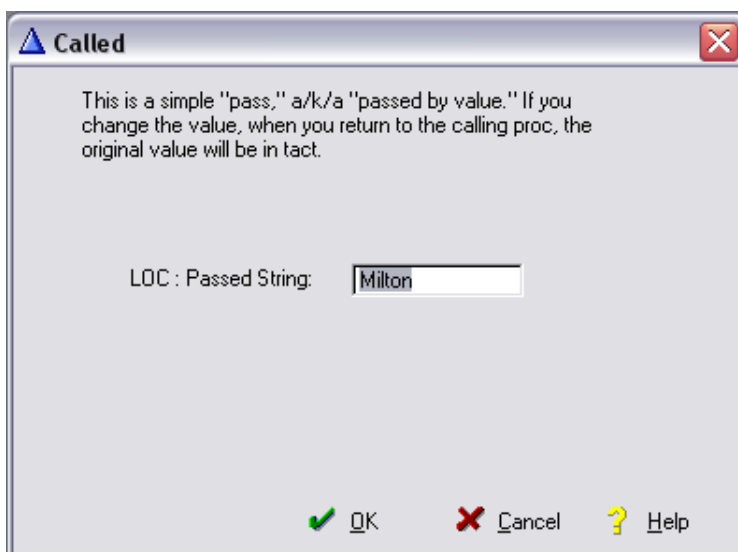 Called
This is a simple "pass," a/k/a "passed by value." If you
change the value, when you return to the calling proc, the
original value will be in tact.
LOC : Passed String: Milton
OK Cancel Help